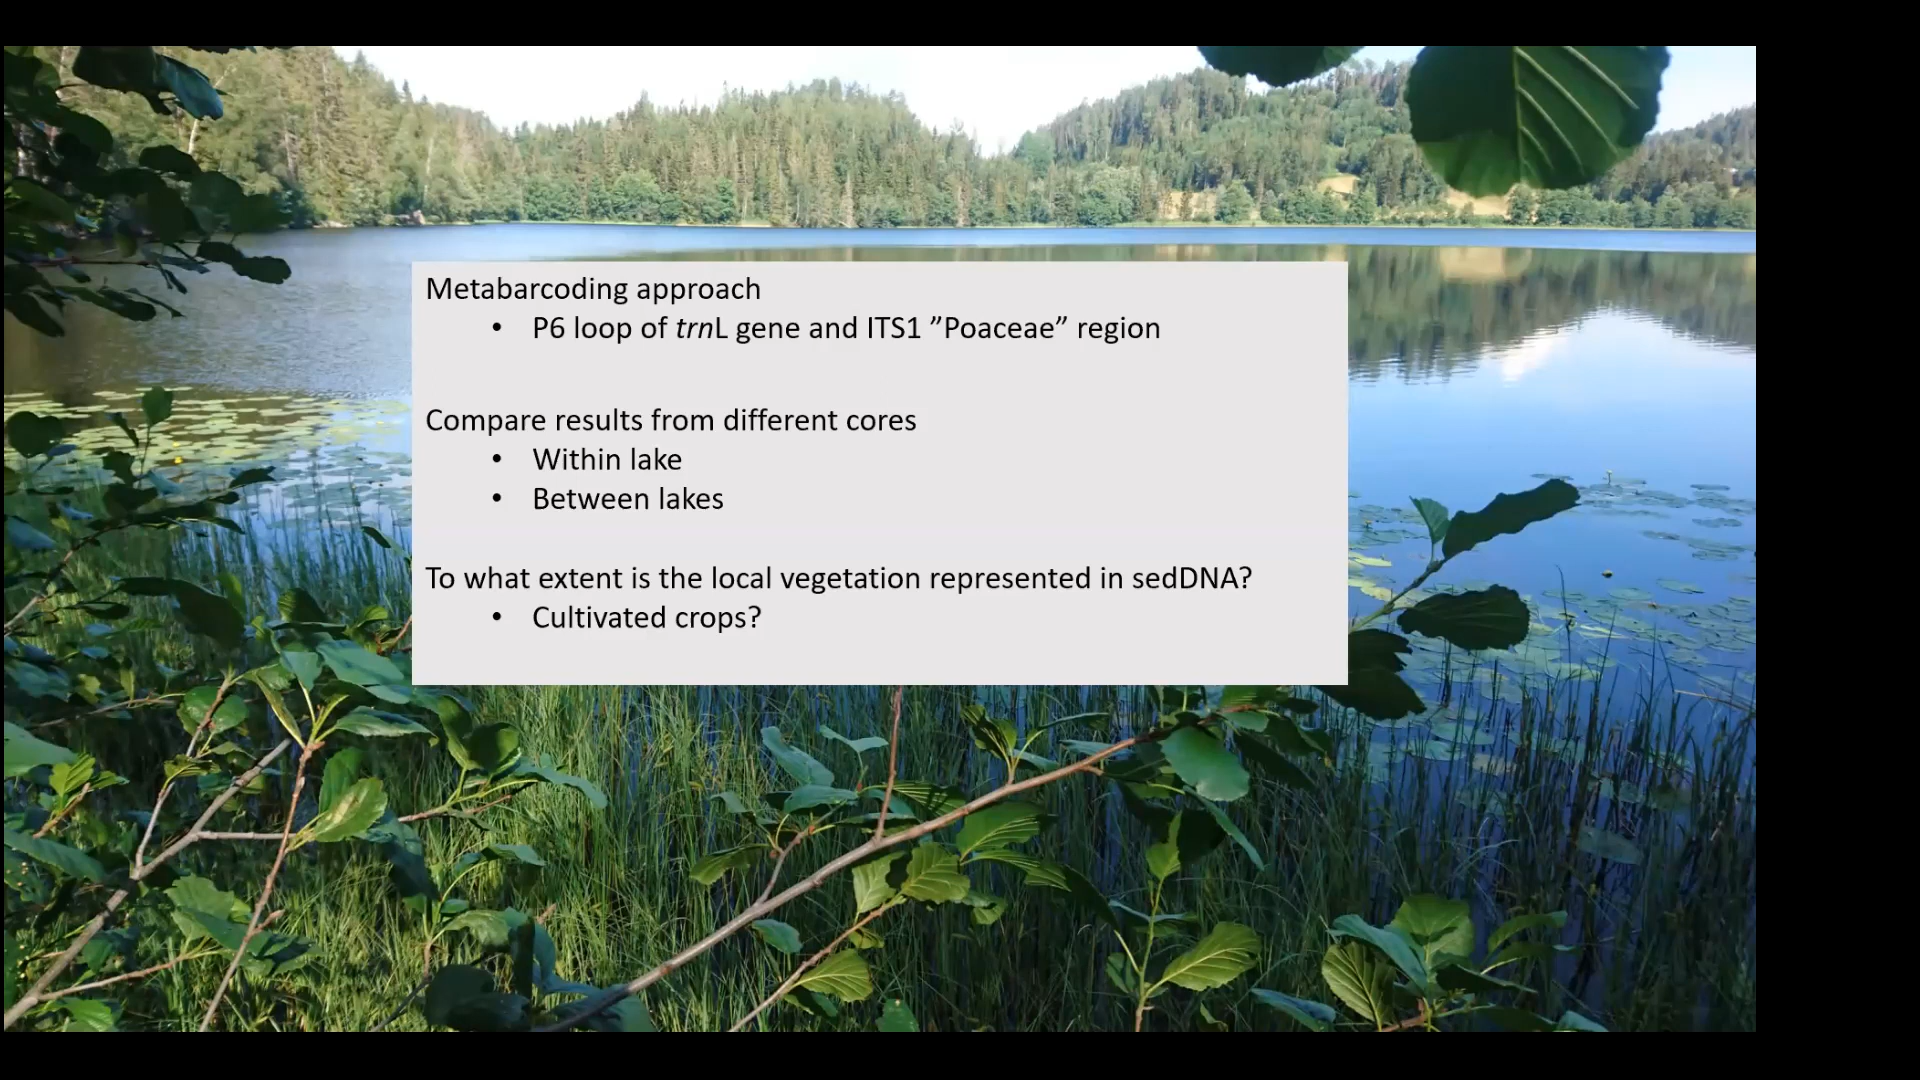 Metabarcoding approach
• P6 loop of trnL gene and ITS1 ”Poaceae” region
Compare results from different cores
• Within lake
• Between lakes
To what extent is the local vegetation represented in sedDNA?
• Cultivated crops?